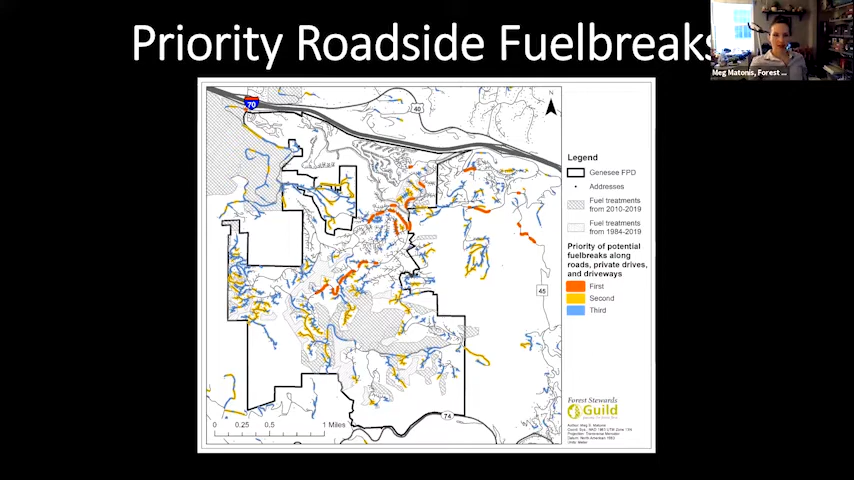 Priority Roadside Fuelbreaks
Meg Matonis, Forest ...
70
40
N
Legend
Genesee FPD
Addresses
Fuel treatments
from 2010-2019
Fuel treatments
from 1984-2019
Priority of potential
fuelbreaks along
roads, private drives,
and driveways
First
Second
Third
45
74
0 0.25 0.5 1 Miles
Forest Stewards
Guild